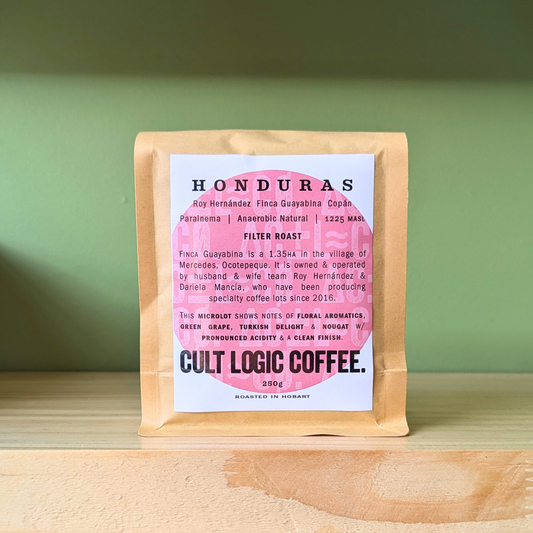 HONDURAS
Roy Hernández Finca Guayabina Copán
Parainema | Anaerobic Natural | 1225 MASL
FILTER ROAST
FINCA Guayabina is a 1.35HA in the village of
Mercedes, Ocotepeque. It is owned & operated
by husband & wife team Roy Hernández &
Dariela Mancía, who have been producing
specialty coffee lots since 2016.
THIS MICROLOT SHOWS NOTES OF FLORAL AROMATICS,
GREEN GRAPE, TURKISH DELIGHT & NOUGAT W/
PRONOUNCED ACIDITY & A CLEAN FINISH.
CULT LOGIC COFFEE.
250g
ROASTED IN HOBART